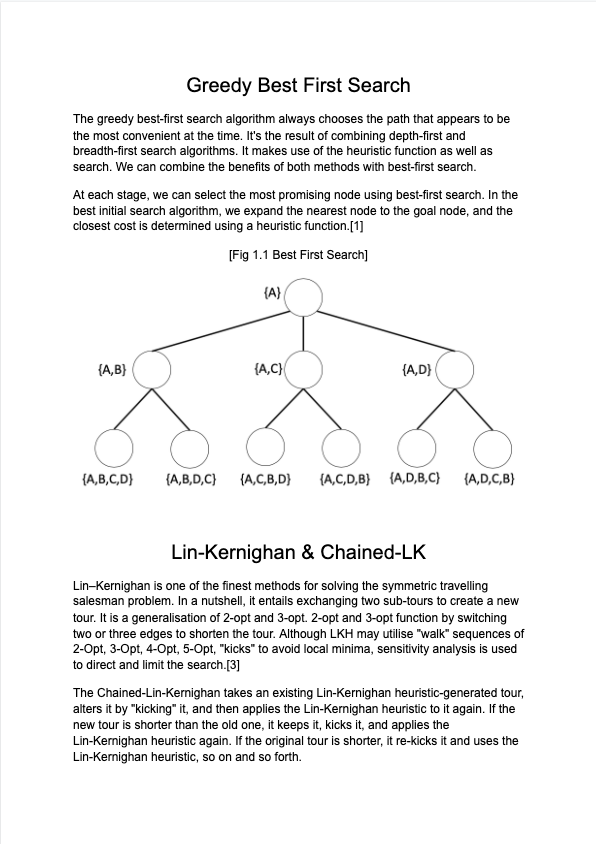 Greedy Best First Search
The greedy best-first search algorithm always chooses the path that appears to be
the most convenient at the time. It's the result of combining depth-first and
breadth-first search algorithms. It makes use of the heuristic function as well as
search. We can combine the benefits of both methods with best-first search.
At each stage, we can select the most promising node using best-first search. In the
best initial search algorithm, we expand the nearest node to the goal node, and the
closest cost is determined using a heuristic function.[1]
[Fig 1.1 Best First Search]
{A}
{A,B} {A,C} {A,D}
{A,B,C,D} {A,B,D,C} {A,C,B,D} {A,C,D,B} {A,D,B,C} {A,D,C,B}
Lin-Kernighan & Chained-LK
Lin–Kernighan is one of the finest methods for solving the symmetric travelling
salesman problem. In a nutshell, it entails exchanging two sub-tours to create a new
tour. It is a generalisation of 2-opt and 3-opt. 2-opt and 3-opt function by switching
two or three edges to shorten the tour. Although LKH may utilise "walk" sequences of
2-Opt, 3-Opt, 4-Opt, 5-Opt, "kicks" to avoid local minima, sensitivity analysis is used
to direct and limit the search.[3]
The Chained-Lin-Kernighan takes an existing Lin-Kernighan heuristic-generated tour,
alters it by "kicking" it, and then applies the Lin-Kernighan heuristic to it again. If the
new tour is shorter than the old one, it keeps it, kicks it, and applies the
Lin-Kernighan heuristic again. If the original tour is shorter, it re-kicks it and uses the
Lin-Kernighan heuristic, so on and so forth.